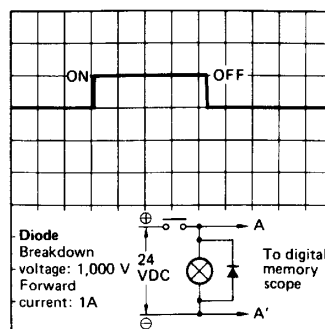 ON
OFF
Diode
Breakdown
voltage: 1,000 V
Forward
current: 1A
⊕
24
VDC
⊖
A
To digital
memory
scope
A'